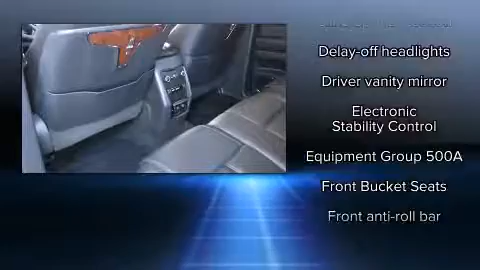 Delay-off headlights
Driver vanity mirror
Electronic
Stability Control
Equipment Group 500A
Front Bucket Seats
Front anti-roll bar